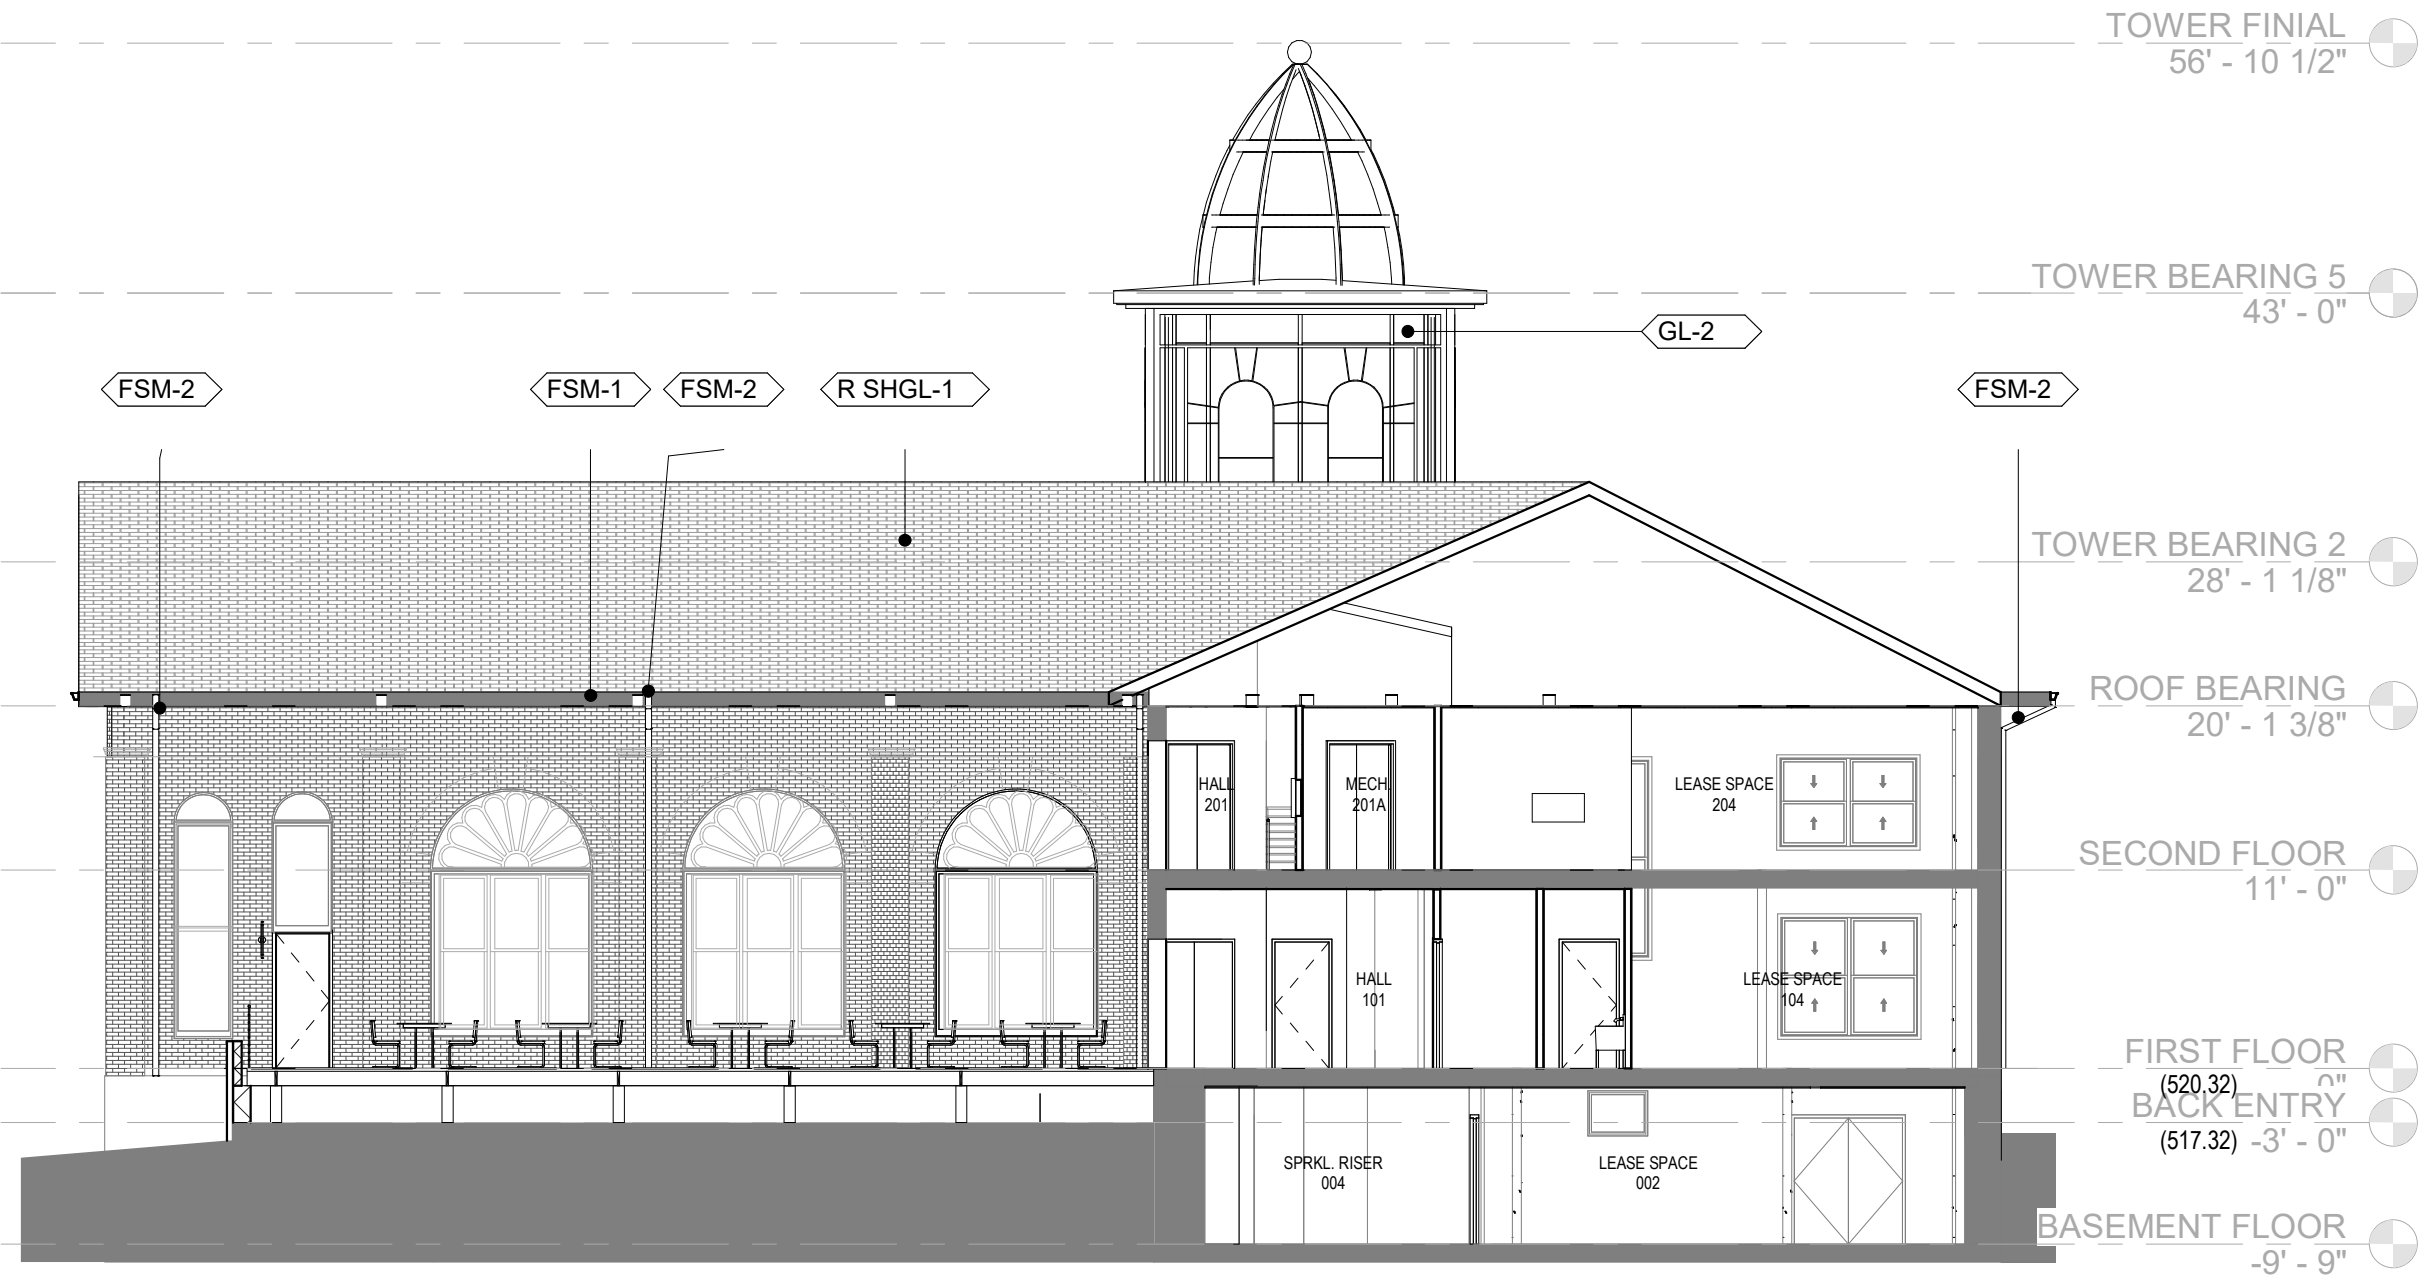 TOWER FINIAL
56' - 10 1/2"
TOWER BEARING 5
43' - 0"
GL-2
FSM-2
FSM-1
FSM-2
R SHGL-1
FSM-2
TOWER BEARING 2
28' - 1 1/8"
ROOF BEARING
20' - 1 3/8"
HALL
201
MECH.
201A
LEASE SPACE
204
SECOND FLOOR
11' - 0"
HALL
101
LEASE SPACE
104
FIRST FLOOR
(520.32) 0"
BACK ENTRY
(517.32) -3' - 0"
SPRKL. RISER
004
LEASE SPACE
002
BASEMENT FLOOR
-9' - 9"